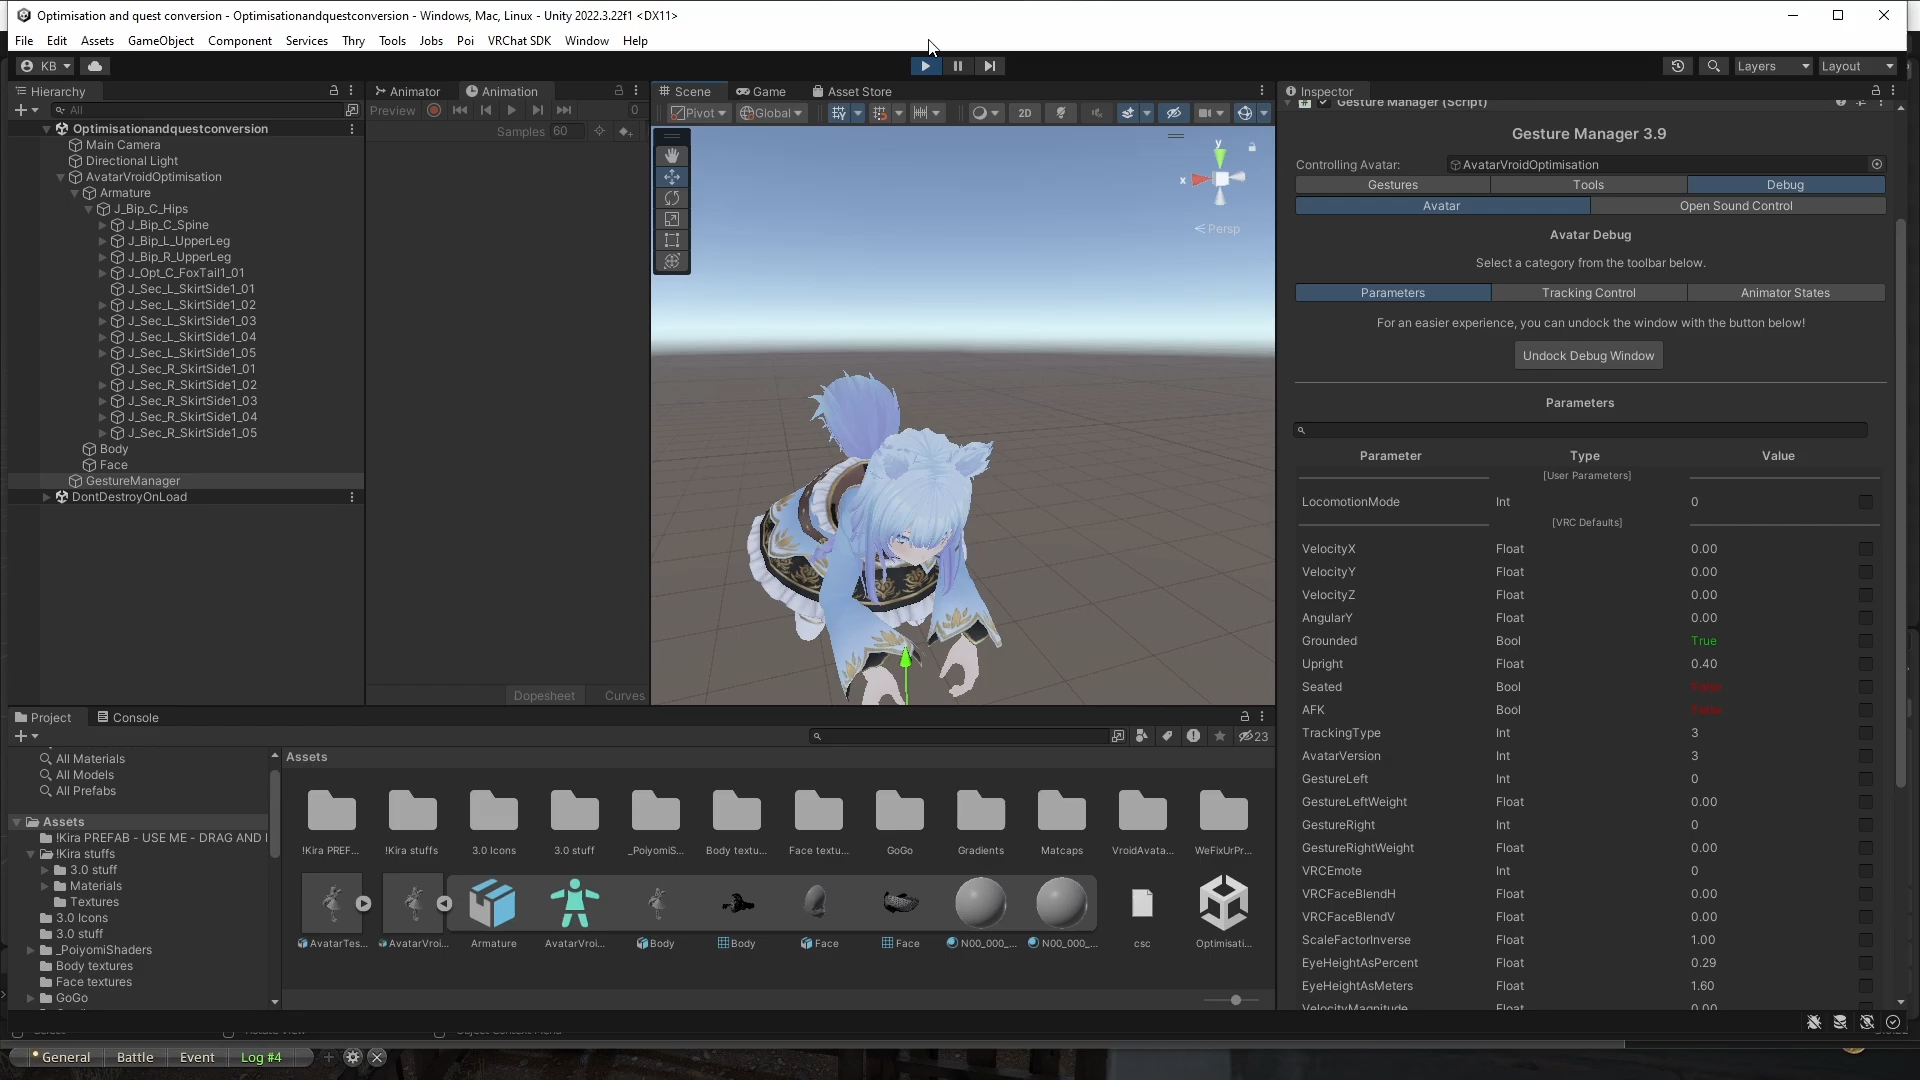 Optimisation and quest conversion - Optimisationandquestconversion - Windows, Mac, Linux - Unity 2022.3.22f1 <DX11>
File Edit Assets GameObject Component Services Thry Tools Jobs Poi VRChat SDK Window Help
KB
Layers Layout
Hierarchy
All
Optimisationandquestconversion
Main Camera
Directional Light
AvatarVroidOptimisation
Armature
J_Bip_C_Hips
J_Bip_C_Spine
J_Bip_L_UpperLeg
J_Bip_R_UpperLeg
J_Opt_C_FoxTail1_01
J_Sec_L_SkirtSide1_01
J_Sec_L_SkirtSide1_02
J_Sec_L_SkirtSide1_03
J_Sec_L_SkirtSide1_04
J_Sec_L_SkirtSide1_05
J_Sec_R_SkirtSide1_01
J_Sec_R_SkirtSide1_02
J_Sec_R_SkirtSide1_03
J_Sec_R_SkirtSide1_04
J_Sec_R_SkirtSide1_05
Body
Face
GestureManager
DontDestroyOnLoad
Animator Animation
Preview 0
Samples 60
Dopesheet Curves
Scene Game Asset Store
Pivot Global 2D
y
x
Persp
Inspector
Gesture Manager (Script)
Gesture Manager 3.9
Controlling Avatar: AvatarVroidOptimisation
Gestures Tools Debug
Avatar Open Sound Control
Avatar Debug
Select a category from the toolbar below.
Parameters Tracking Control Animator States
For an easier experience, you can undock the window with the button below!
Undock Debug Window
Parameters
Parameter Type Value
[User Parameters]
LocomotionMode Int 0
[VRC Defaults]
VelocityX Float 0.00
VelocityY Float 0.00
VelocityZ Float 0.00
AngularY Float 0.00
Grounded Bool True
Upright Float 0.40
Seated Bool False
AFK Bool False
TrackingType Int 3
AvatarVersion Int 3
GestureLeft Int 0
GestureLeftWeight Float 0.00
GestureRight Int 0
GestureRightWeight Float 0.00
VRCEmote Int 0
VRCFaceBlendH Float 0.00
VRCFaceBlendV Float 0.00
ScaleFactorInverse Float 1.00
EyeHeightAsPercent Float 0.29
EyeHeightAsMeters Float 1.60
VelocityMagnitude Float 0.00
Project Console
23
All Materials
All Models
All Prefabs
Assets
!Kira PREFAB - USE ME - DRAG AND
!Kira stuffs
3.0 stuff
Materials
Textures
3.0 Icons
3.0 stuff
_PoiyomiShaders
Body textures
Face textures
GoGo
Assets
!Kira PREF... !Kira stuffs 3.0 Icons 3.0 stuff _PoiyomiS... Body textu... Face textu... GoGo Gradients Matcaps VroidAvata... WeFixUrPr...
AvatarTes... AvatarVroi... Armature AvatarVroi... Body Body Face Face N00_000_... N00_000_... csc Optimisati...
General Battle Event Log #4